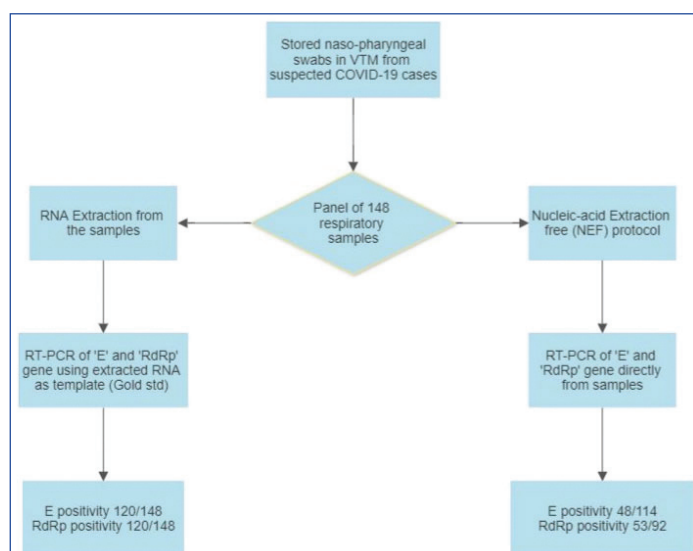 Stored naso-pharyngeal
swabs in VTM from
suspected COVID-19 cases
Panel of 148
respiratory
samples
RNA Extraction from
the samples
Nucleic-acid Extraction
free (NEF) protocol
RT-PCR of 'E' and 'RdRp'
gene using extracted RNA
as template (Gold std)
RT-PCR of 'E' and
'RdRp' gene directly
from samples
E positivity 120/148
RdRp positivity 120/148
E positivity 48/114
RdRp positivity 53/92